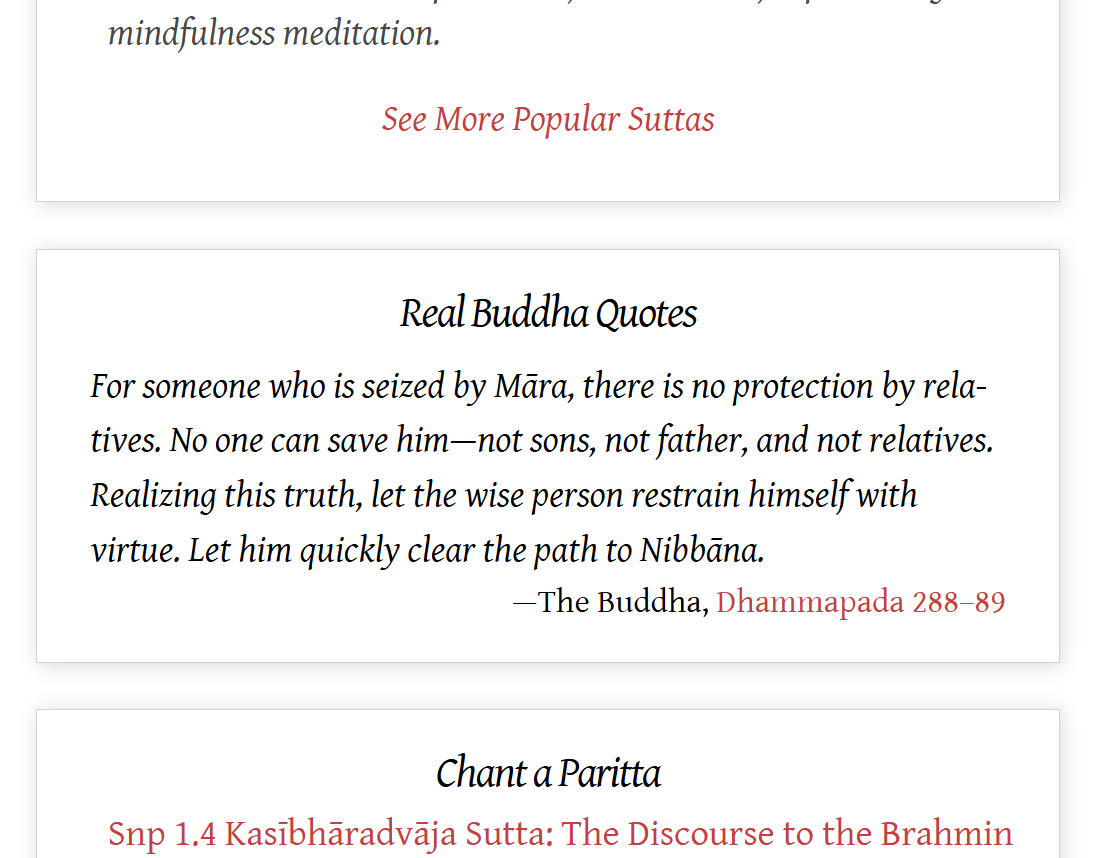 mindfulness meditation.
See More Popular Suttas
Real Buddha Quotes
For someone who is seized by Māra, there is no protection by rela-
tives. No one can save him—not sons, not father, and not relatives.
Realizing this truth, let the wise person restrain himself with
virtue. Let him quickly clear the path to Nibbāna.
—The Buddha, Dhammapada 288–89
Chant a Paritta
Snp 1.4 Kasībhāradvāja Sutta: The Discourse to the Brahmin